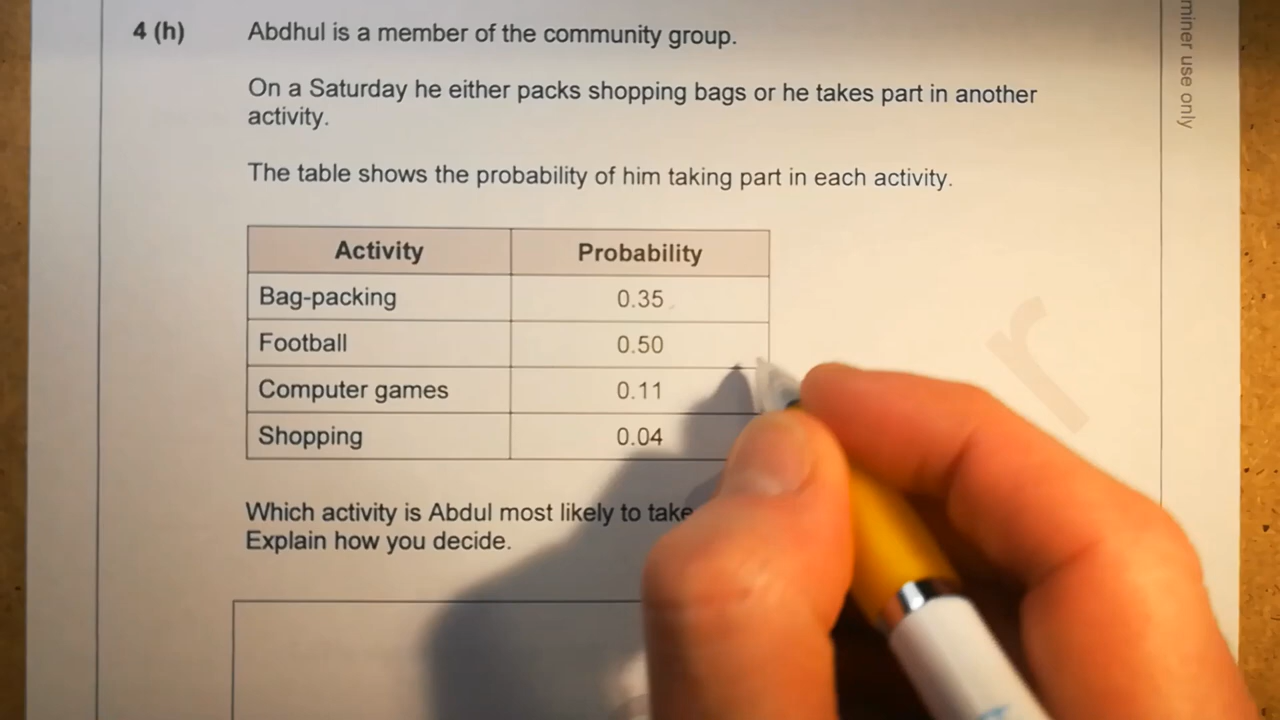 4 (h) Abdhul is a member of the community group.
On a Saturday he either packs shopping bags or he takes part in another
activity.
The table shows the probability of him taking part in each activity.
Activity Probability
Bag-packing 0.35
Football 0.50
Computer games 0.11
Shopping 0.04
Which activity is Abdul most likely to take
Explain how you decide.
miner use only
r